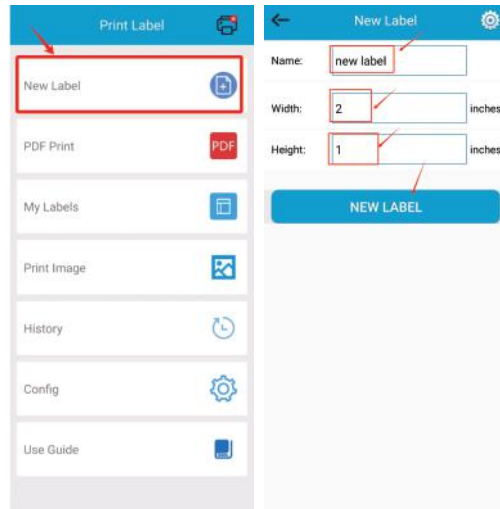 Print Label
New Label
PDF Print
PDF
My Labels
Print Image
History
Config
Use Guide
New Label
Name: new label
Width: 2 inches
Height: 1 inches
NEW LABEL